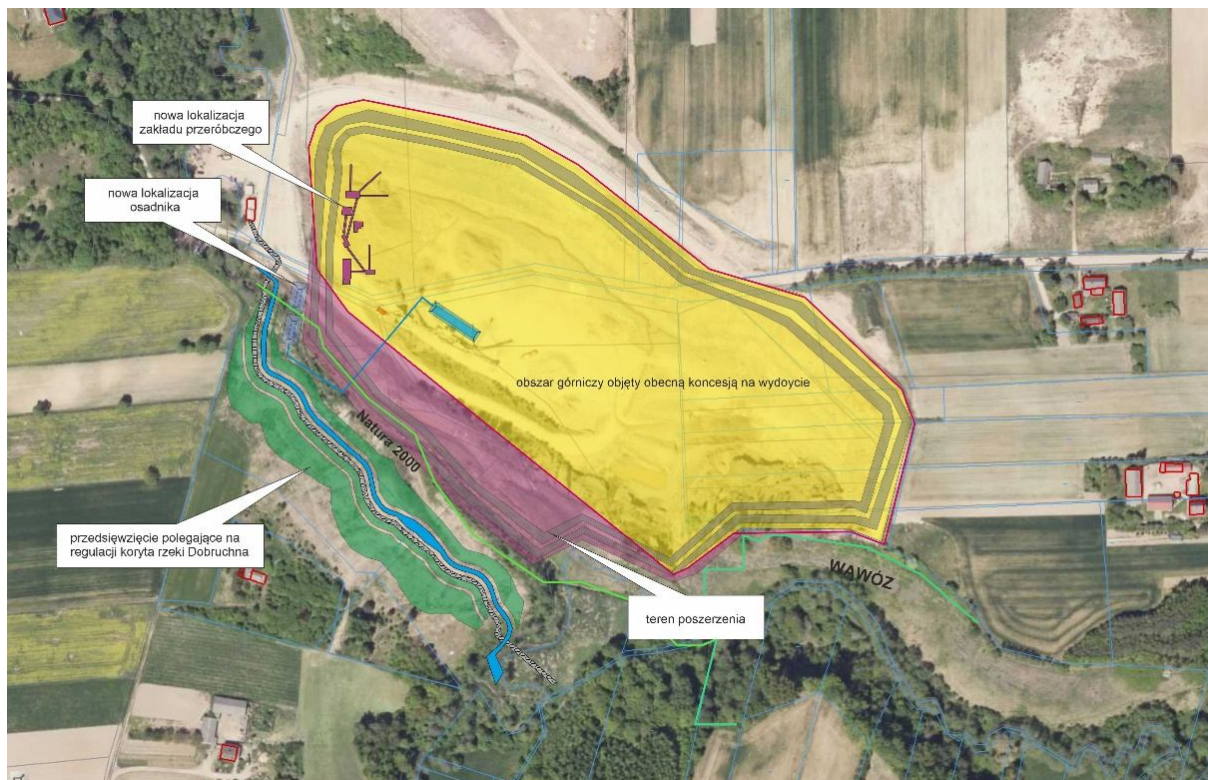 nowa lokalizacja
zakładu przeróbczego
nowa lokalizacja
osadnika
obszar górniczy objęty obecną koncesją na wydoycie
Natura 2000
przedsięwzięcie polegające na
regulacji koryta rzeki Dobruchna
WĄWÓZ
teren poszerzenia